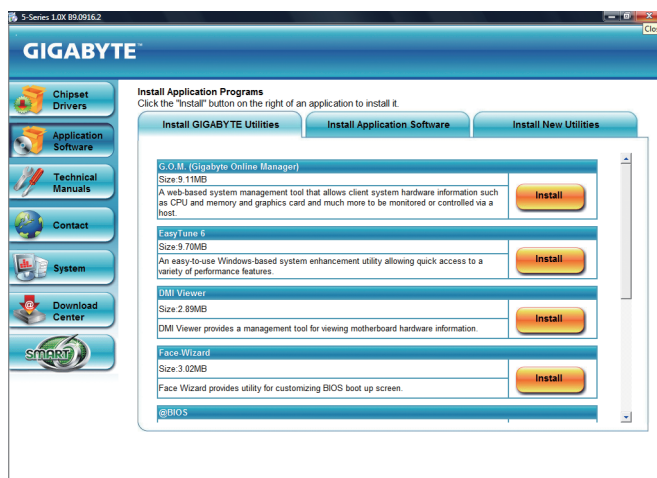 5-Series 1.0X B9.0916.2
Clo
GIGABYTE™
Chipset
Drivers
Application
Software
Technical
Manuals
Contact
System
Download
Center
SMART6
Install Application Programs
Click the "Install" button on the right of an application to install it.
Install GIGABYTE Utilities
Install Application Software
Install New Utilities
G.O.M. (Gigabyte Online Manager)
Size:9.11MB
A web-based system management tool that allows client system hardware information such
as CPU and memory and graphics card and much more to be monitored or controlled via a
host.
Install
EasyTune 6
Size:9.70MB
An easy-to-use Windows-based system enhancement utility allowing quick access to a
variety of performance features.
Install
DMI Viewer
Size:2.89MB
DMI Viewer provides a management tool for viewing motherboard hardware information.
Install
Face-Wizard
Size:3.02MB
Face Wizard provides utility for customizing BIOS boot up screen.
Install
@BIOS